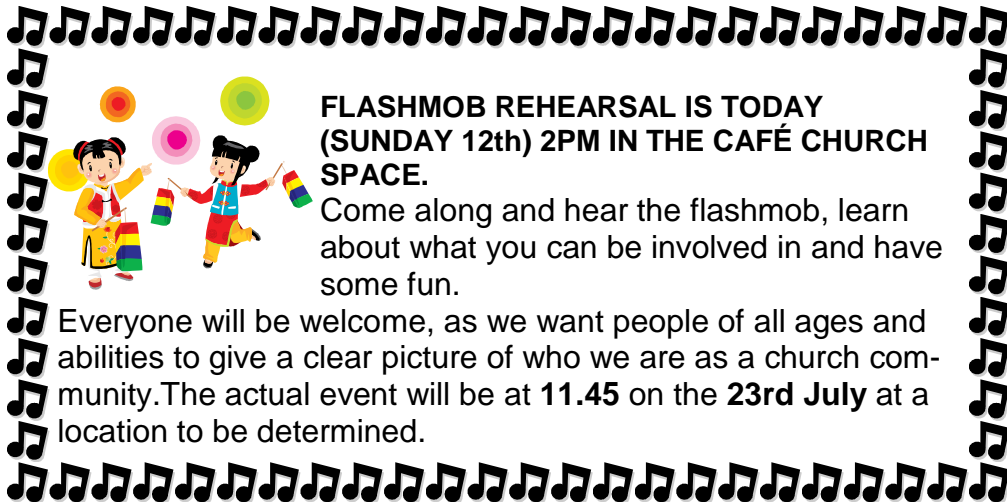 FLASHMOB REHEARSAL IS TODAY
(SUNDAY 12th) 2PM IN THE CAFÉ CHURCH
SPACE.
Come along and hear the flashmob, learn
about what you can be involved in and have
some fun.
Everyone will be welcome, as we want people of all ages and
abilities to give a clear picture of who we are as a church com-
munity.The actual event will be at 11.45 on the 23rd July at a
location to be determined.